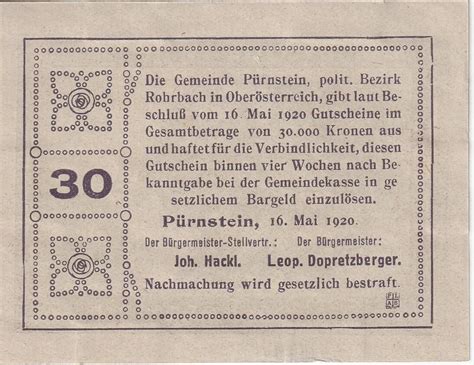 Die Gemeinde Pürnstein, polit. Bezirk
Rohrbach in Oberösterreich, gibt laut Be-
schluß vom 16 Mai 1920 Gutscheine im
Gesamtbetrage von 30.000 Kronen aus
und haftet für die Verbindlichkeit, diesen
Gutschein binnen vier Wochen nach Be-
kanntgabe bei der Gemeindekasse in ge
setzlichem Bargeld einzulösen.
30
Pürnstein, 16. Mai 1920.
Der Bürgermeister-Stellvertr.: Der Bürgermeister:
Joh. Hackl. Leop. Dopretzberger.
Nachmachung wird gesetzlich bestraft.